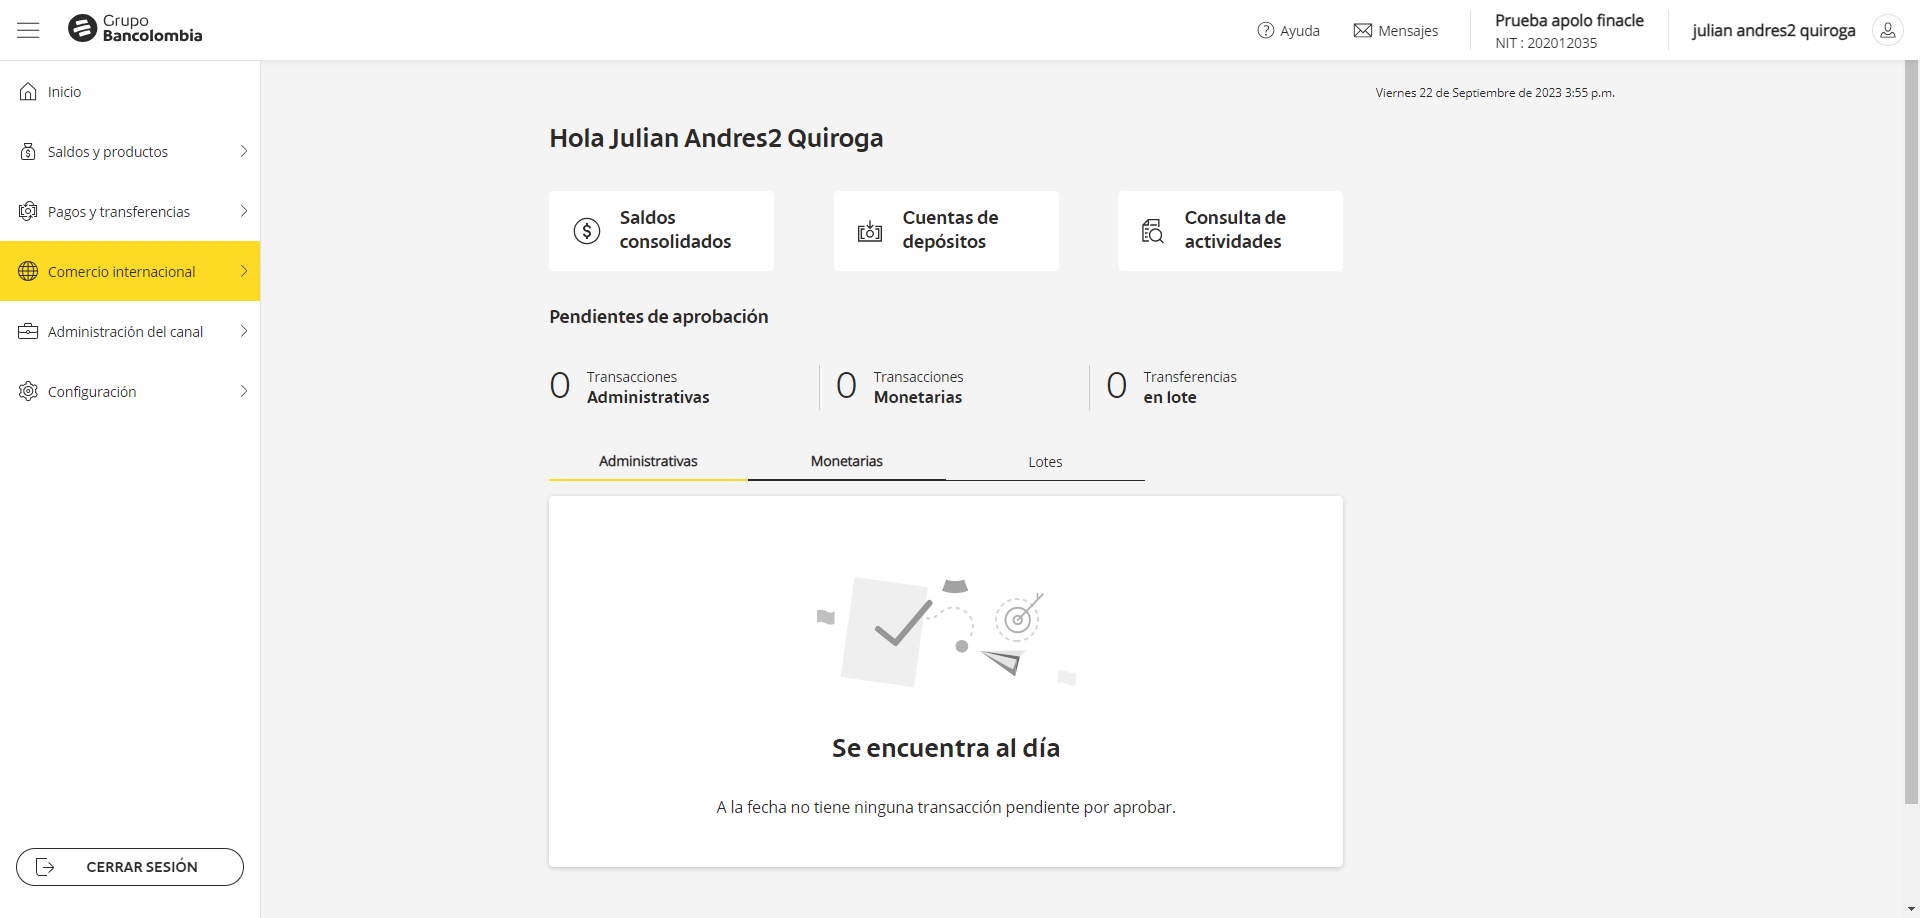 Grupo
Bancolombia
Ayuda
Mensajes
Prueba apolo finacle
NIT : 202012035
julian andres2 quiroga
Inicio
Saldos y productos
Pagos y transferencias
Comercio internacional
Administración del canal
Configuración
CERRAR SESIÓN
Viernes 22 de Septiembre de 2023 3:55 p.m.
Hola Julian Andres2 Quiroga
Saldos
consolidados
Cuentas de
depósitos
Consulta de
actividades
Pendientes de aprobación
0 Transacciones
Administrativas
0 Transacciones
Monetarias
0 Transferencias
en lote
Administrativas
Monetarias
Lotes
Se encuentra al día
A la fecha no tiene ninguna transacción pendiente por aprobar.